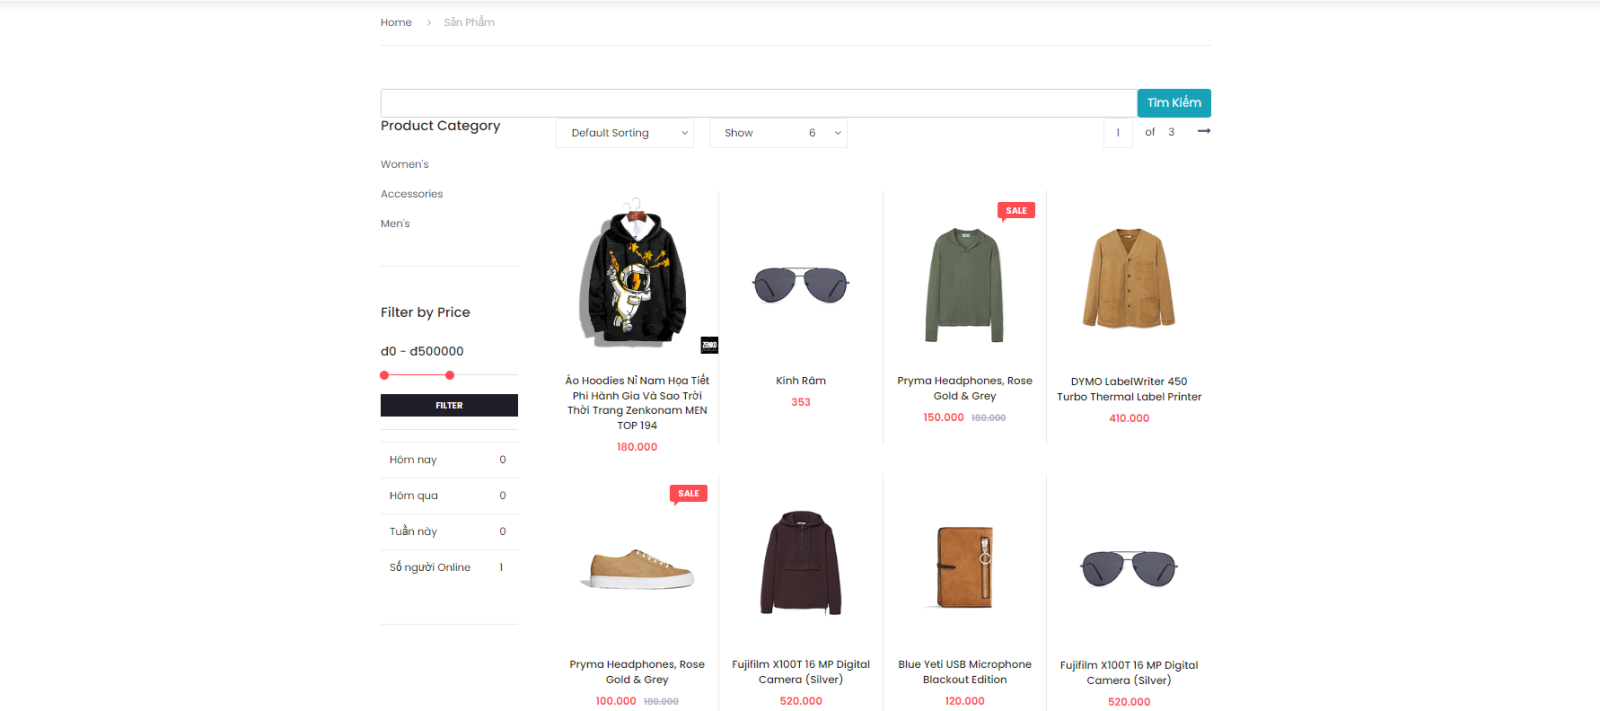 Home > Sản Phẩm
Tìm Kiếm
Product Category
Default Sorting
Show 6
1 of 3
Women's
Accessories
Men's
Filter by Price
đ0 - đ500000
FILTER
Hôm nay 0
Hôm qua 0
Tuần này 0
Số người Online 1
ZENKO
Áo Hoodies Nỉ Nam Họa Tiết
Phi Hành Gia Và Sao Trời
Thời Trang Zenkonam MEN
TOP 194
180.000
Kính Râm
353
SALE
Pryma Headphones, Rose
Gold & Grey
150.000 180.000
DYMO LabelWriter 450
Turbo Thermal Label Printer
410.000
SALE
Pryma Headphones, Rose
Gold & Grey
100.000 180.000
Fujifilm X100T 16 MP Digital
Camera (Silver)
520.000
Blue Yeti USB Microphone
Blackout Edition
120.000
Fujifilm X100T 16 MP Digital
Camera (Silver)
520.000